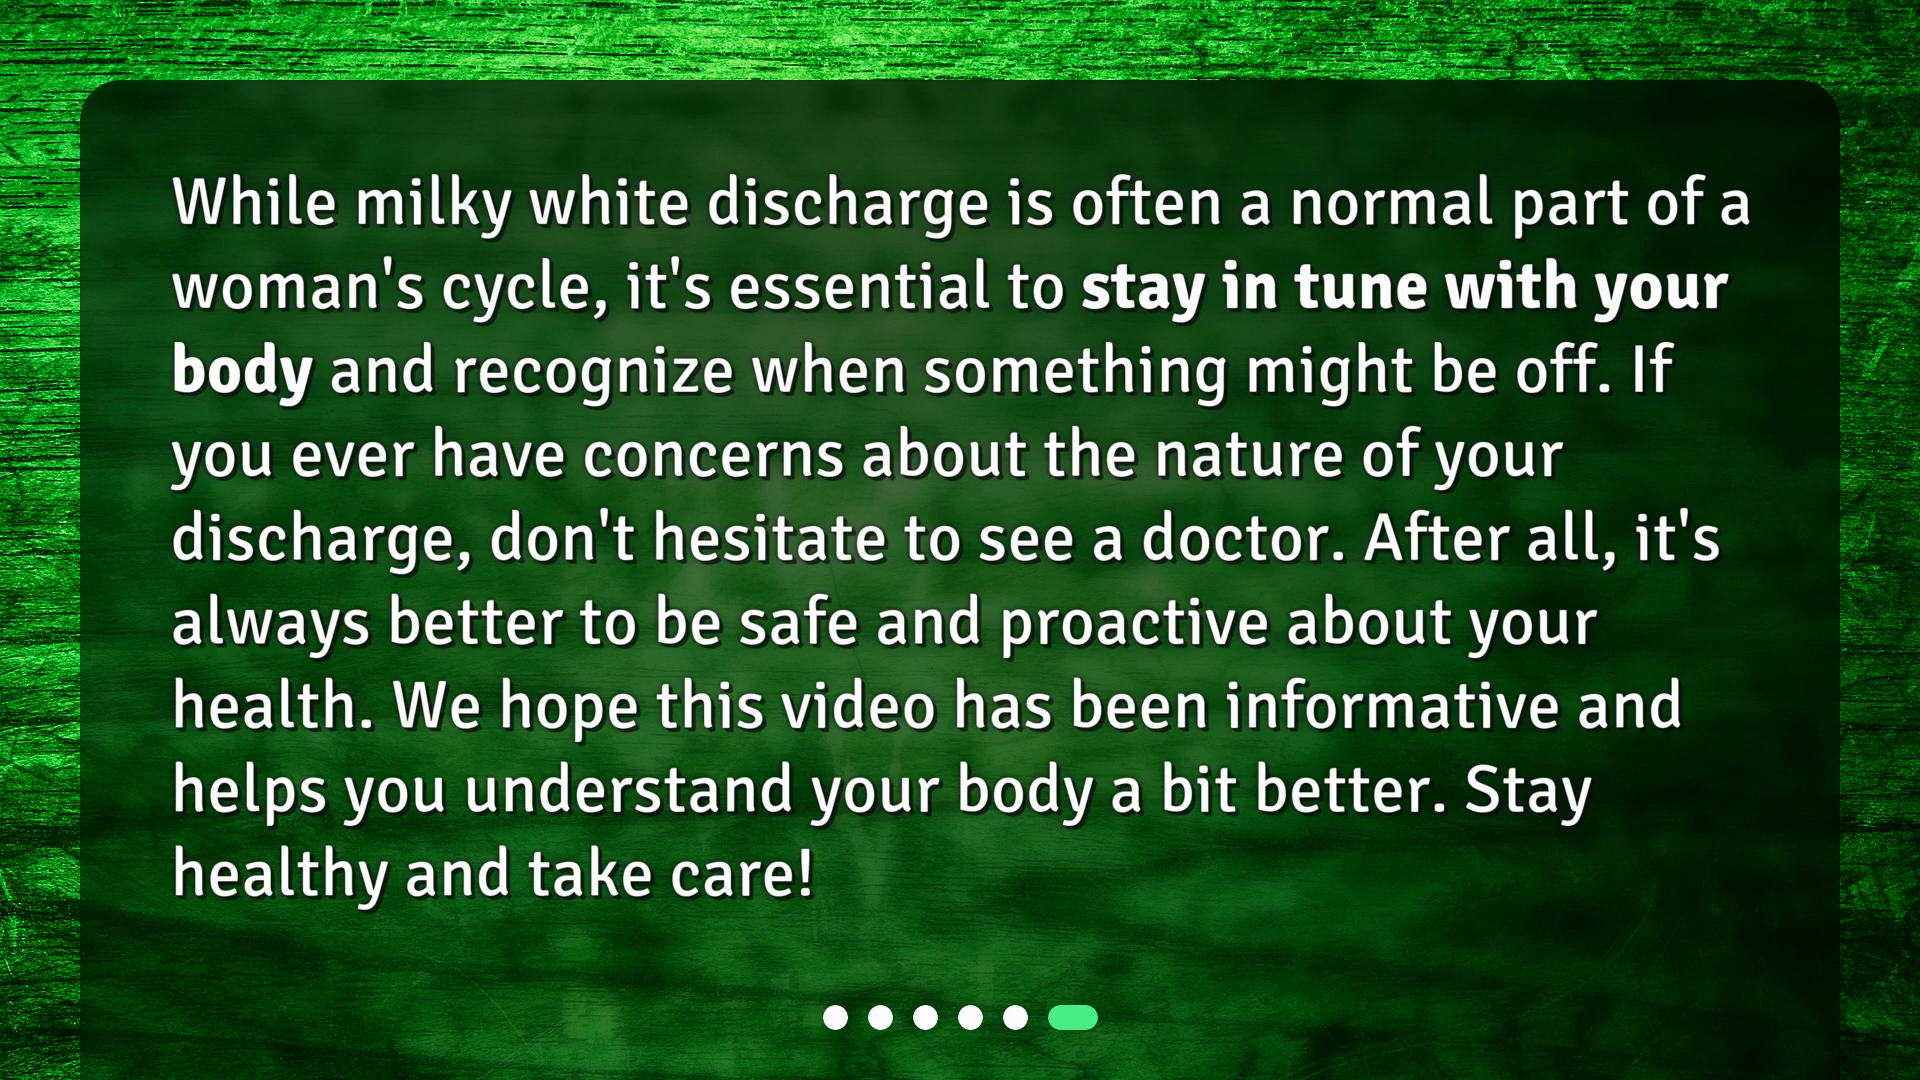 While milky white discharge is often a normal part of a
woman's cycle, it's essential to stay in tune with your
body and recognize when something might be off. If
you ever have concerns about the nature of your
discharge, don't hesitate to see a doctor. After all, it's
always better to be safe and proactive about your
health. We hope this video has been informative and
helps you understand your body a bit better. Stay
healthy and take care!